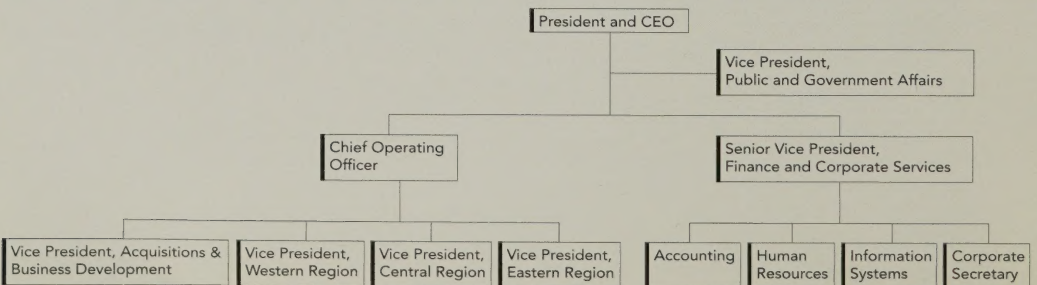 President and CEO
Vice President,
Public and Government Affairs
Chief Operating
Officer
Senior Vice President,
Finance and Corporate Services
Vice President, Acquisitions &
Business Development
Vice President,
Western Region
Vice President,
Central Region
Vice President,
Eastern Region
Accounting
Human
Resources
Information
Systems
Corporate
Secretary